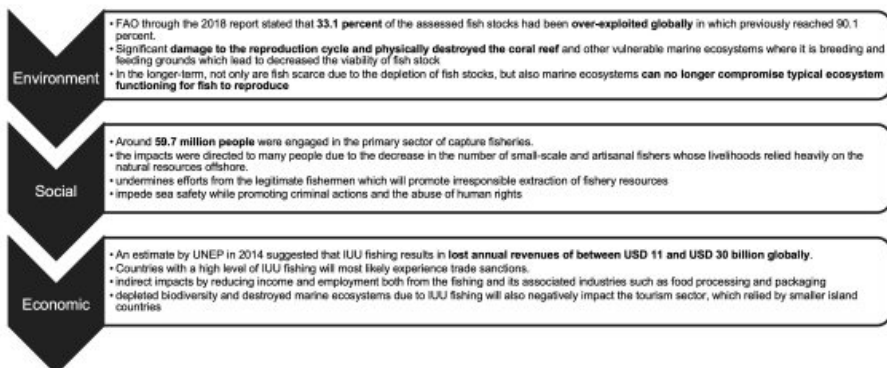 Environment
• FAO through the 2018 report stated that 33.1 percent of the assessed fish stocks had been over-exploited globally in which previously reached 90.1
percent.
• Significant damage to the reproduction cycle and physically destroyed the coral reef and other vulnerable marine ecosystems where it is breeding and
feeding grounds which lead to decreased the viability of fish stock
• In the longer-term, not only are fish scarce due to the depletion of fish stocks, but also marine ecosystems can no longer compromise typical ecosystem
functioning for fish to reproduce
Social
• Around 59.7 million people were engaged in the primary sector of capture fisheries.
• the impacts were directed to many people due to the decrease in the number of small-scale and artisanal fishers whose livelihoods relied heavily on the
natural resources offshore.
• undermines efforts from the legitimate fishermen which will promote irresponsible extraction of fishery resources
• impede sea safety while promoting criminal actions and the abuse of human rights
Economic
• An estimate by UNEP in 2014 suggested that IUU fishing results in lost annual revenues of between USD 11 and USD 30 billion globally.
• Countries with a high level of IUU fishing will most likely experience trade sanctions.
• indirect impacts by reducing income and employment both from the fishing and its associated industries such as food processing and packaging
• depleted biodiversity and destroyed marine ecosystems due to IUU fishing will also negatively impact the tourism sector, which relied by smaller island
countries